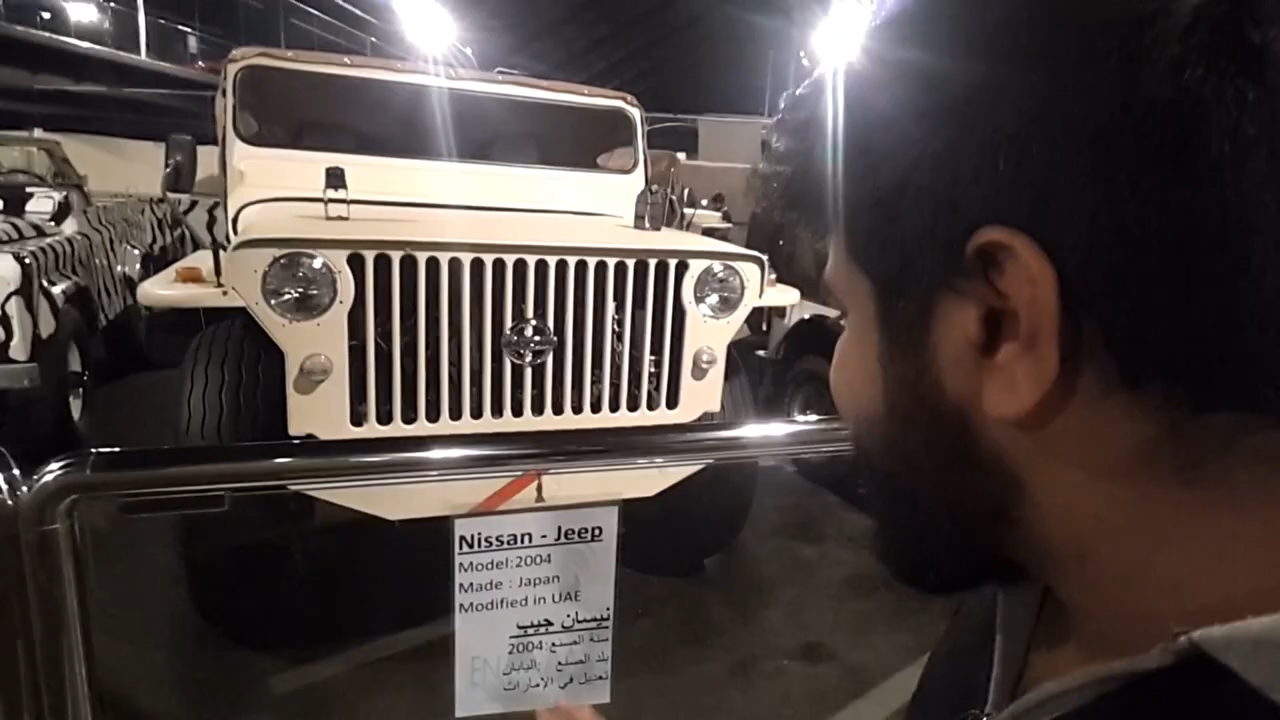 Nissan - Jeep
Model:2004
Made : Japan
Modified in UAE
نيسان جيب
سنة الصنع:2004
بلد الصنع :اليابان
تعديل في الإمارات